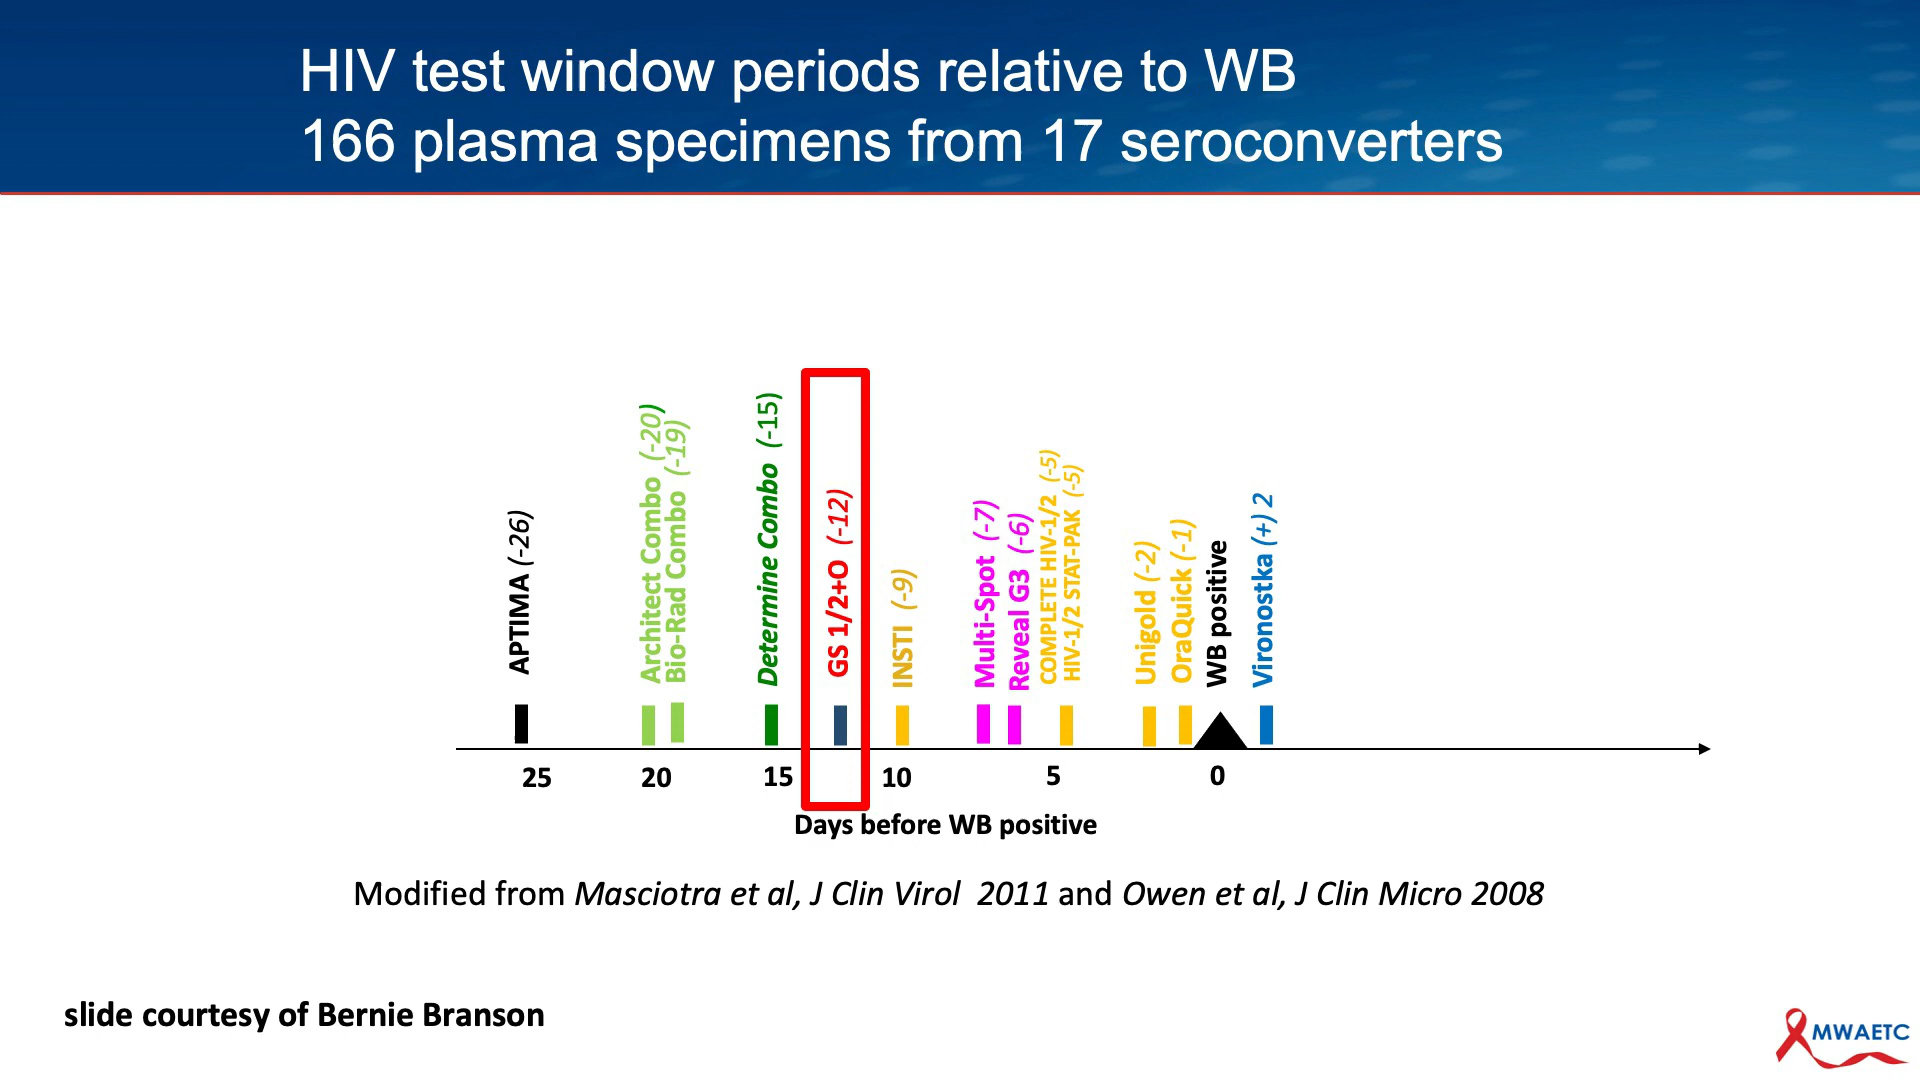 HIV test window periods relative to WB
166 plasma specimens from 17 seroconverters
APTIMA (-26)
Architect Combo (-20)
Bio-Rad Combo (-19)
Determine Combo (-15)
GS 1/2+O (-12)
INSTI (-9)
Multi-Spot (-7)
Reveal G3 (-6)
COMPLETE HIV-1/2 (-5)
HIV-1/2 STAT-PAK (-5)
Unigold (-2)
OraQuick (-1)
WB positive
Vironostka (+) 2
25 20 15 10 5 0
Days before WB positive
Modified from Masciotra et al, J Clin Virol 2011 and Owen et al, J Clin Micro 2008
slide courtesy of Bernie Branson
MWAETC